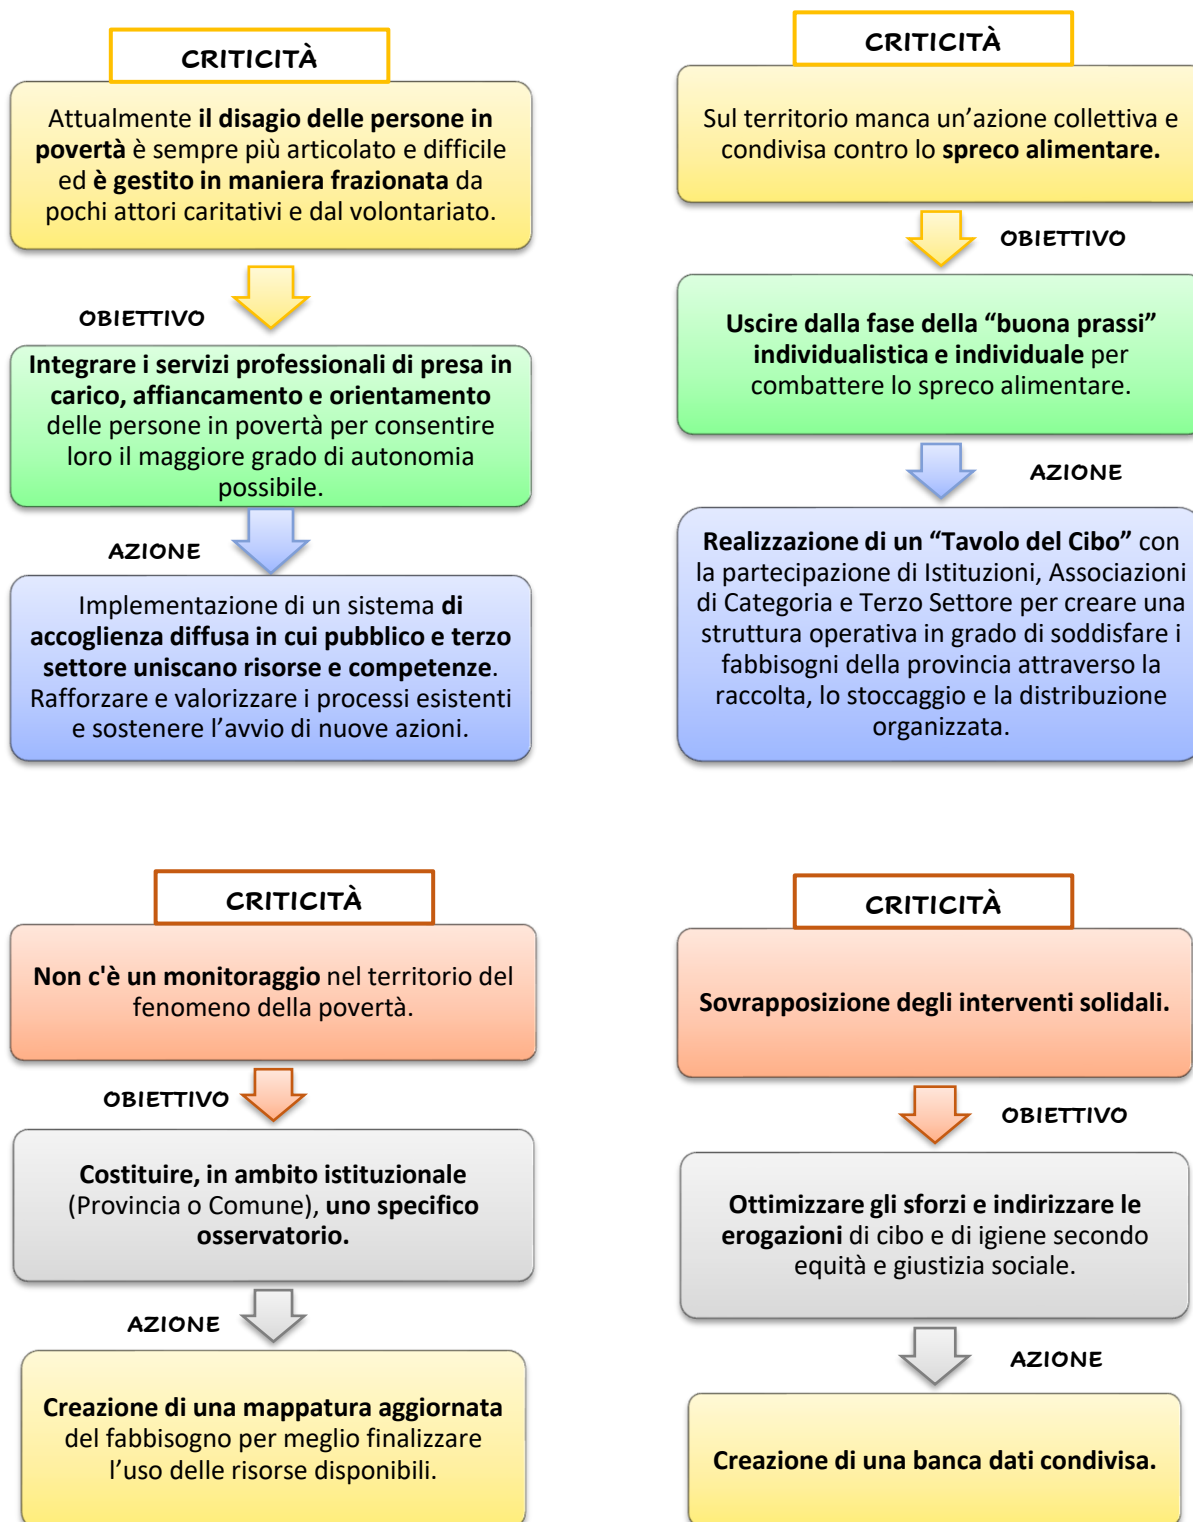 CRITICITÀ
Attualmente il disagio delle persone in
povertà è sempre più articolato e difficile
ed è gestito in maniera frazionata da
pochi attori caritativi e dal volontariato.
OBIETTIVO
Integrare i servizi professionali di presa in
carico, affiancamento e orientamento
delle persone in povertà per consentire
loro il maggiore grado di autonomia
possibile.
AZIONE
Implementazione di un sistema di
accoglienza diffusa in cui pubblico e terzo
settore uniscano risorse e competenze.
Rafforzare e valorizzare i processi esistenti
e sostenere l’avvio di nuove azioni.
CRITICITÀ
Sul territorio manca un’azione collettiva e
condivisa contro lo spreco alimentare.
OBIETTIVO
Uscire dalla fase della “buona prassi”
individualistica e individuale per
combattere lo spreco alimentare.
AZIONE
Realizzazione di un “Tavolo del Cibo” con
la partecipazione di Istituzioni, Associazioni
di Categoria e Terzo Settore per creare una
struttura operativa in grado di soddisfare i
fabbisogni della provincia attraverso la
raccolta, lo stoccaggio e la distribuzione
organizzata.
CRITICITÀ
Non c'è un monitoraggio nel territorio del
fenomeno della povertà.
OBIETTIVO
Costituire, in ambito istituzionale
(Provincia o Comune), uno specifico
osservatorio.
AZIONE
Creazione di una mappatura aggiornata
del fabbisogno per meglio finalizzare
l’uso delle risorse disponibili.
CRITICITÀ
Sovrapposizione degli interventi solidali.
OBIETTIVO
Ottimizzare gli sforzi e indirizzare le
erogazioni di cibo e di igiene secondo
equità e giustizia sociale.
AZIONE
Creazione di una banca dati condivisa.